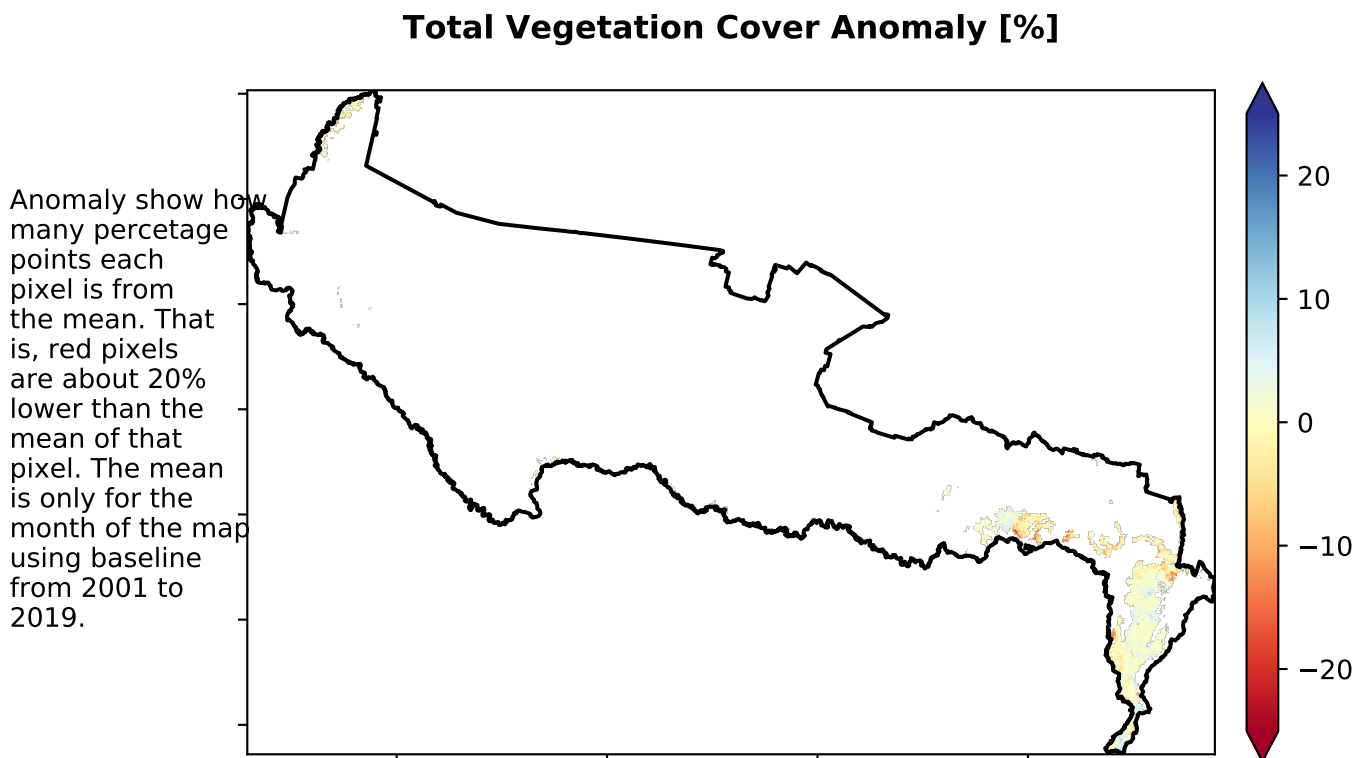 Total Vegetation Cover Anomaly [%]
Anomaly show how
many percetage
points each
pixel is from
the mean. That
is, red pixels
are about 20%
lower than the
mean of that
pixel. The mean
is only for the
month of the map
using baseline
from 2001 to
2019.
20
10
0
−10
−20